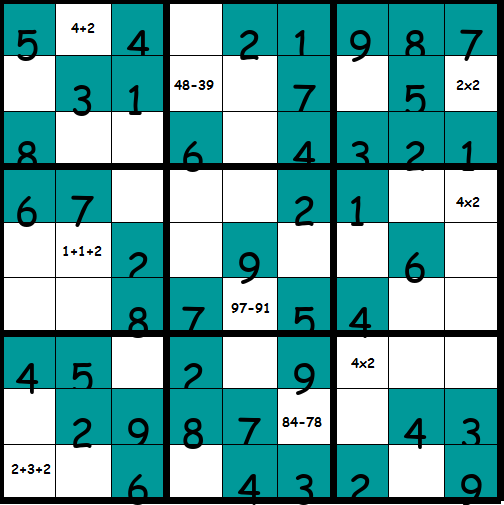 5 4+2 4 2 1 9 8 7
3 1 48-39 7 5 2x2
8 6 4 3 2 1
6 7 2 1 4x2
1+1+2 2 9 6
8 7 97-91 5 4
4 5 2 9 4x2
2 9 8 7 84-78 4 3
2+3+2 6 4 3 2 9